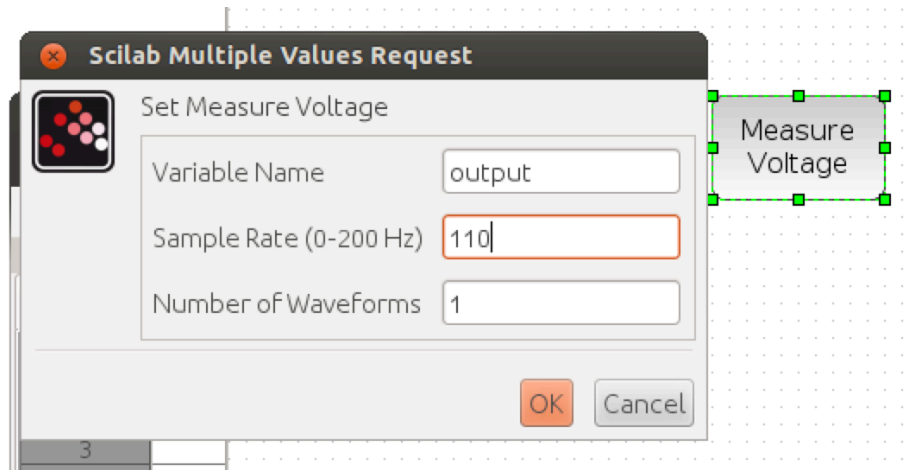 Scilab Multiple Values Request
Set Measure Voltage
Variable Name output
Sample Rate (0-200 Hz) 110
Number of Waveforms 1
OK Cancel
Measure
Voltage
3